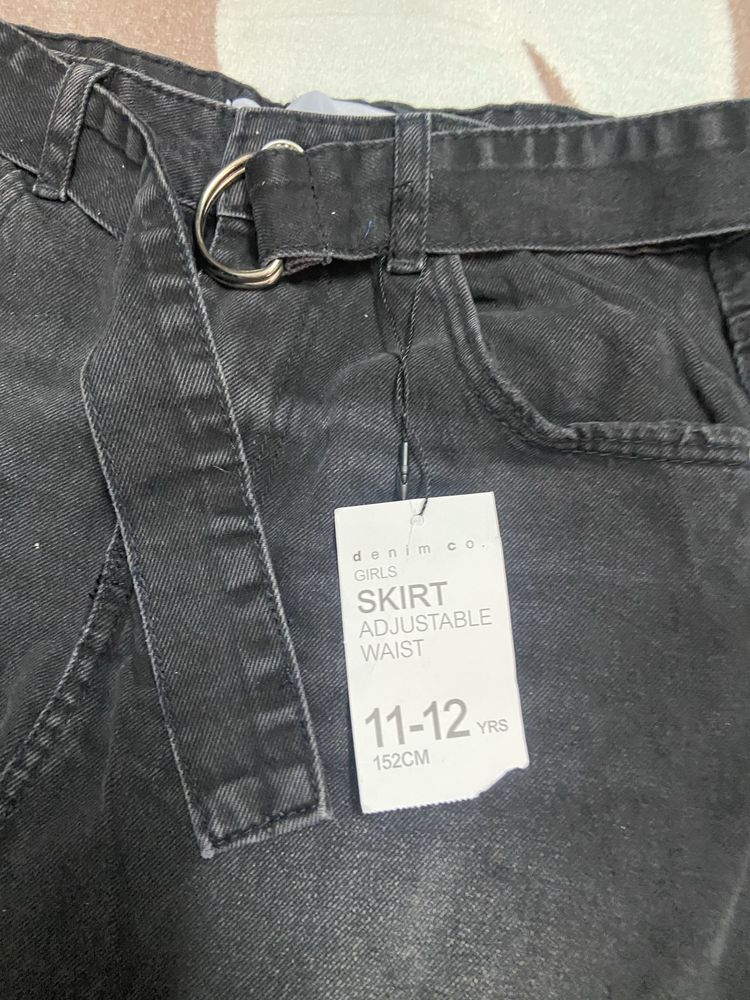 denim co.
GIRLS
SKIRT
ADJUSTABLE
WAIST
11-12 YRS
152CM